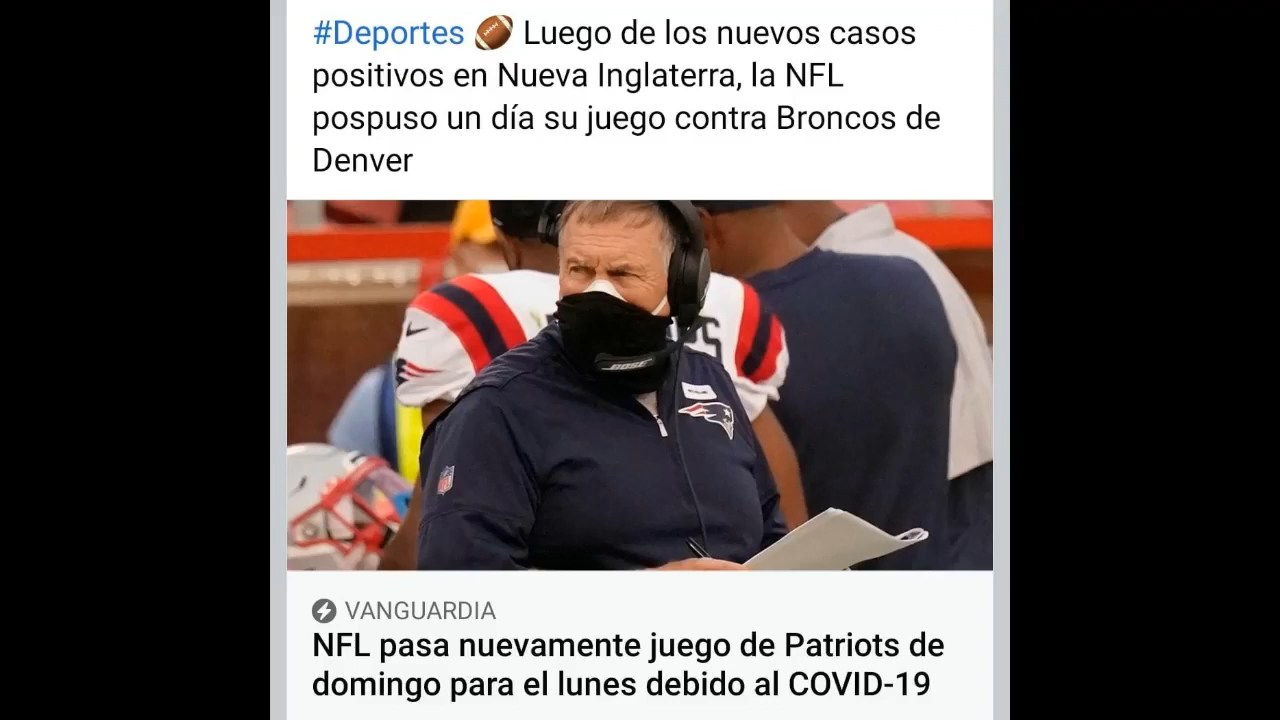 #Deportes 🏈 Luego de los nuevos casos
positivos en Nueva Inglaterra, la NFL
pospuso un día su juego contra Broncos de
Denver
BOSE
VANGUARDIA
NFL pasa nuevamente juego de Patriots de
domingo para el lunes debido al COVID-19